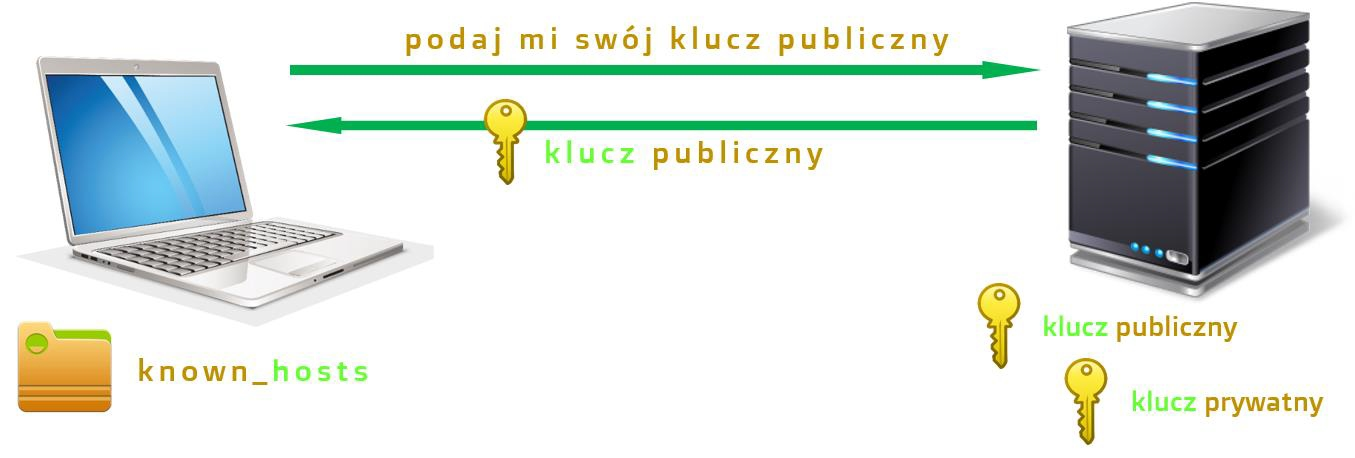 podaj mi swój klucz publiczny
klucz publiczny
klucz publiczny
known_hosts
klucz prywatny